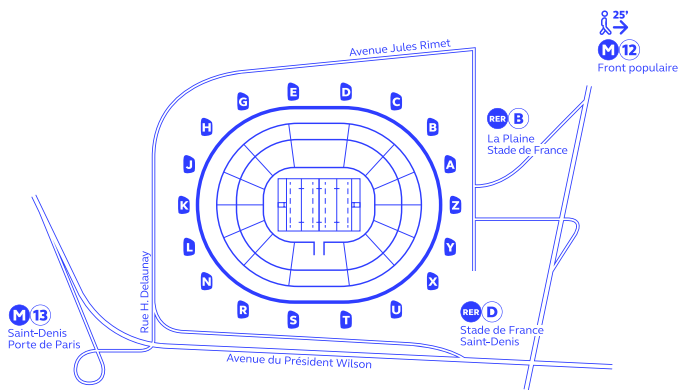 25'
M 12
Front populaire
Avenue Jules Rimet
E
D
G
C
H
B
RER B
La Plaine
Stade de France
J
A
K
Z
L
Y
N
X
R
U
S
T
Rue H. Delaunay
M 13
Saint-Denis
Porte de Paris
RER D
Stade de France
Saint-Denis
Avenue du Président Wilson